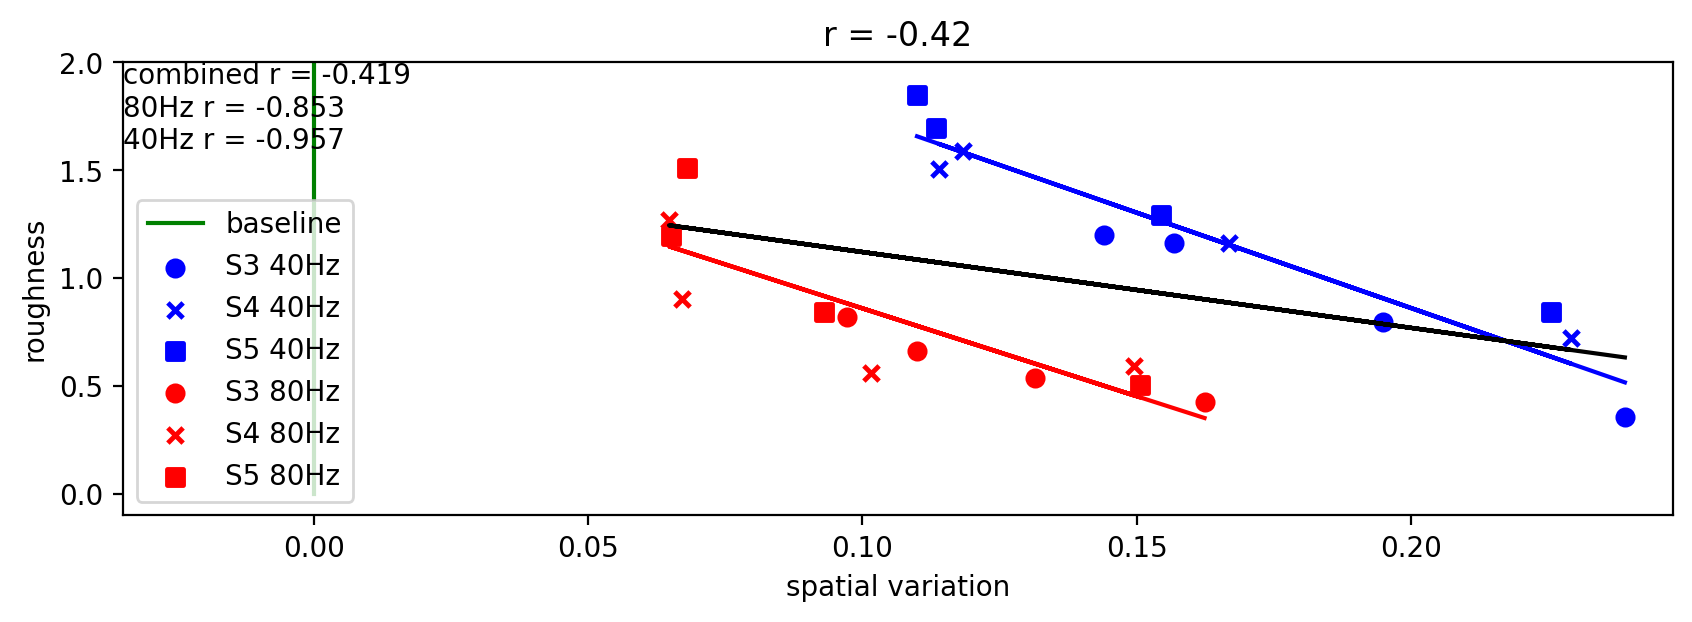 r = -0.42
combined r = -0.419
80Hz r = -0.853
40Hz r = -0.957
baseline
S3 40Hz
S4 40Hz
S5 40Hz
S3 80Hz
S4 80Hz
S5 80Hz
roughness
2.0
1.5
1.0
0.5
0.0
0.00 0.05 0.10 0.15 0.20
spatial variation